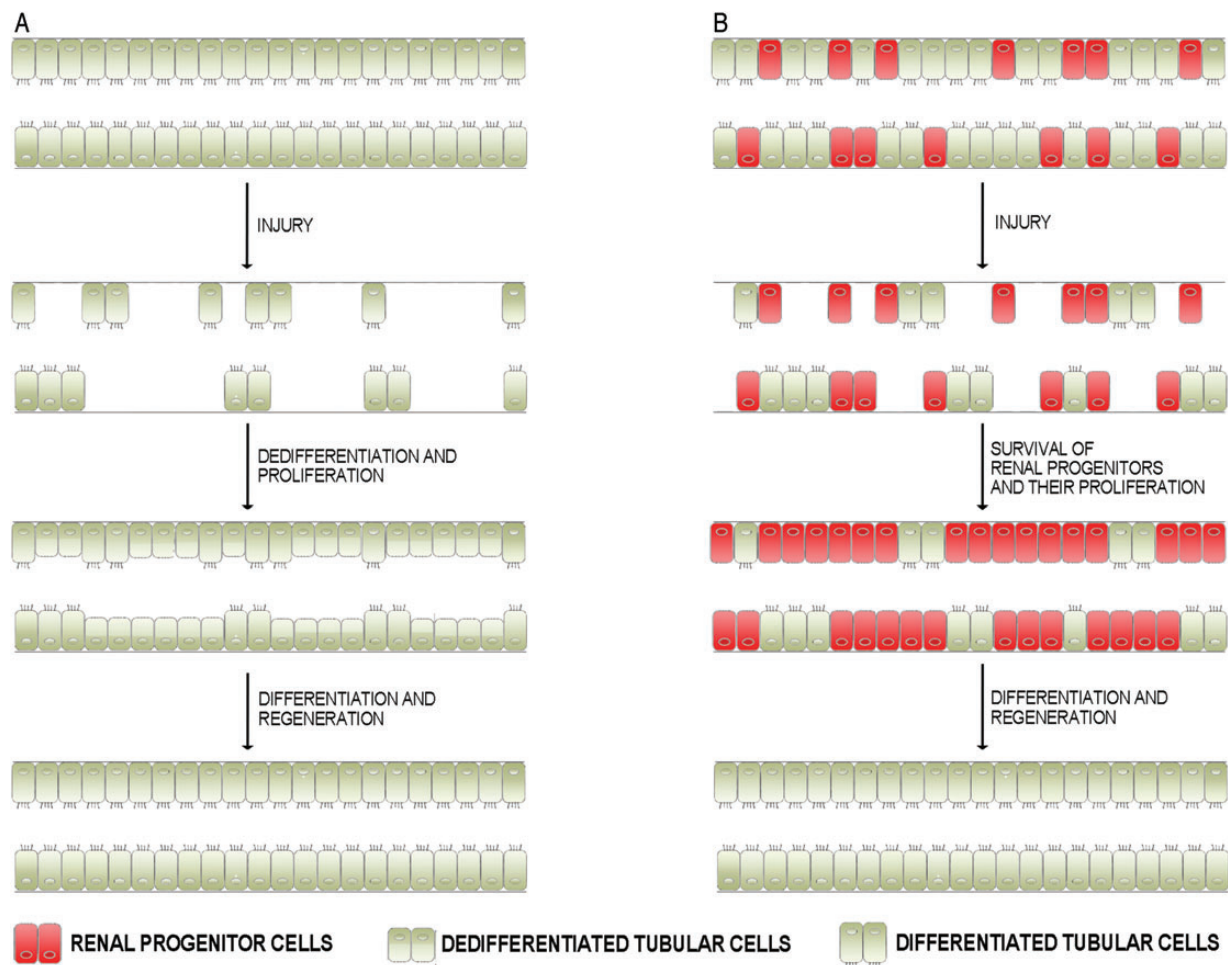 A
B
INJURY
INJURY
DEDIFFERENTIATION AND
PROLIFERATION
SURVIVAL OF
RENAL PROGENITORS
AND THEIR PROLIFERATION
DIFFERENTIATION AND
REGENERATION
DIFFERENTIATION AND
REGENERATION
RENAL PROGENITOR CELLS
DEDIFFERENTIATED TUBULAR CELLS
DIFFERENTIATED TUBULAR CELLS